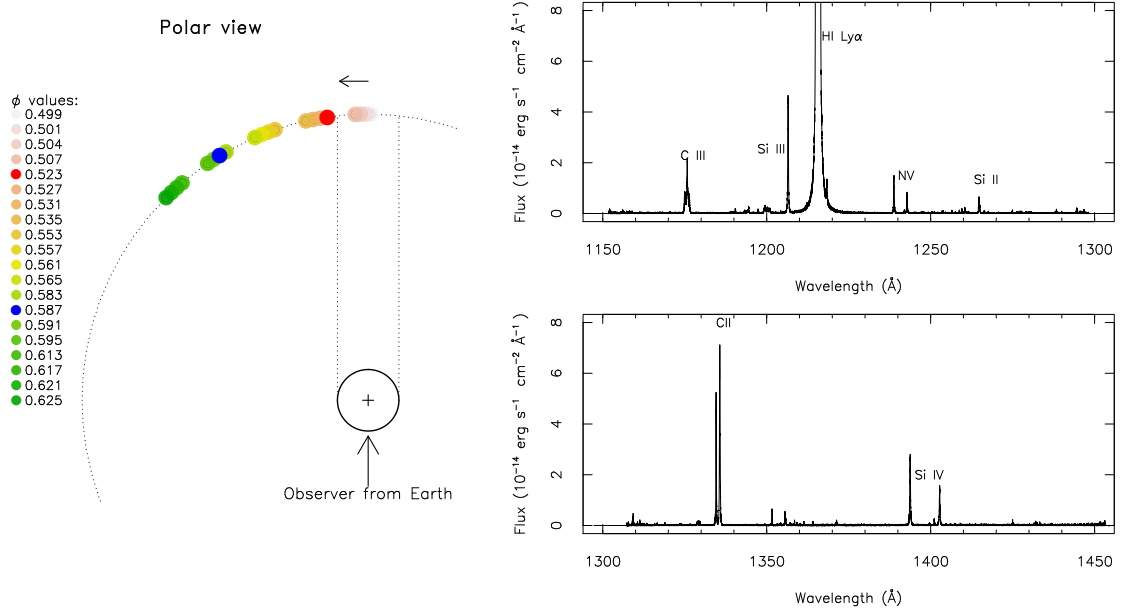 Polar view
ϕ values:
0.499
0.501
0.504
0.507
0.523
0.527
0.531
0.535
0.553
0.557
0.561
0.565
0.583
0.587
0.591
0.595
0.613
0.617
0.621
0.625
Observer from Earth
Flux (10⁻¹⁴ erg s⁻¹ cm⁻² Å⁻¹)
8
6
4
2
0
C III
Si III
HI Lyα
NV
Si II
1150 1200 1250 1300
Wavelength (Å)
Flux (10⁻¹⁴ erg s⁻¹ cm⁻² Å⁻¹)
8
6
4
2
0
CII
Si IV
1300 1350 1400 1450
Wavelength (Å)